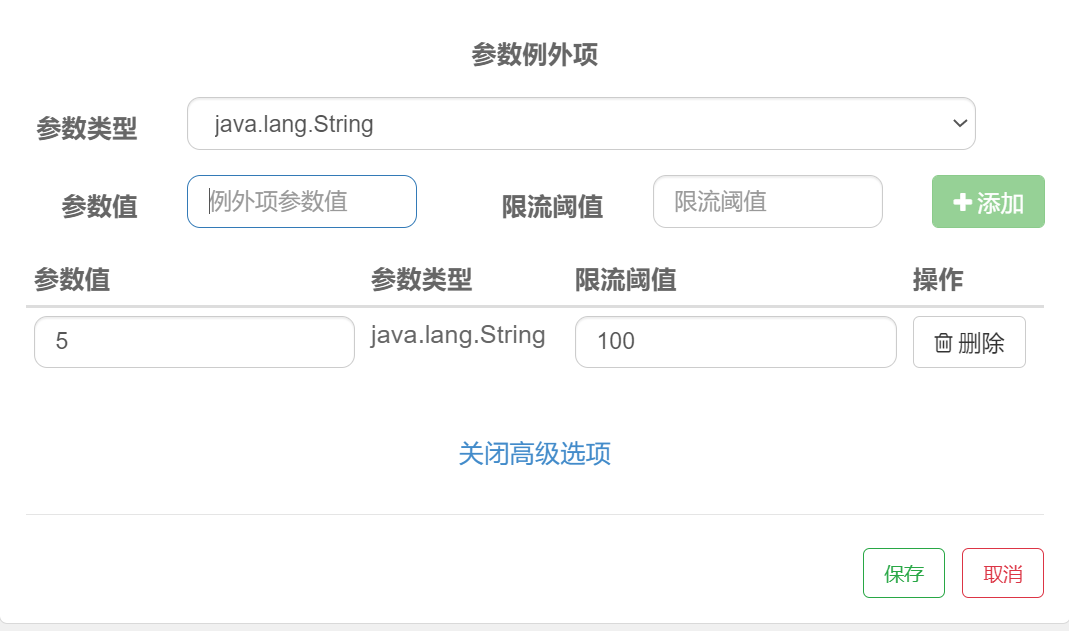 参数例外项
参数类型 java.lang.String
参数值 例外项参数值 限流阈值 限流阈值 添加
参数值 参数类型 限流阈值 操作
5 java.lang.String 100 删除
关闭高级选项
保存 取消